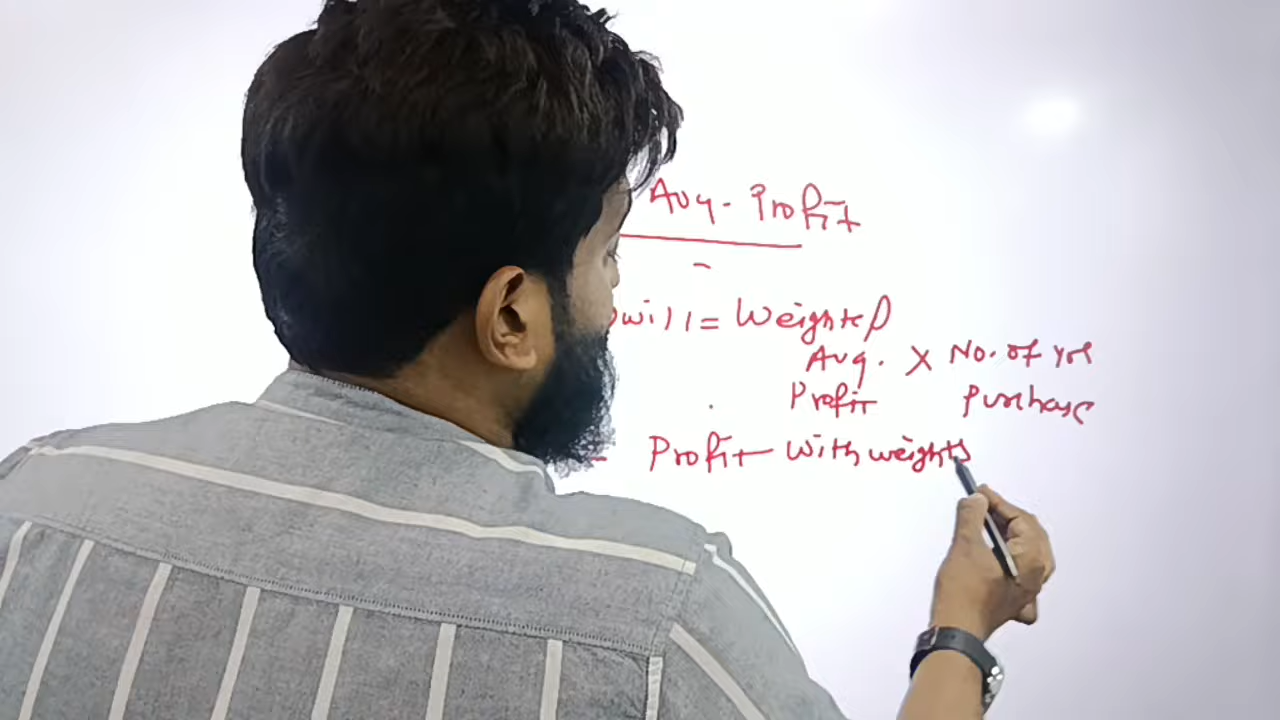 Avg. Profit
will = Weighted
Avg. X No. of yrs
Profit purchase
= Profit with weights